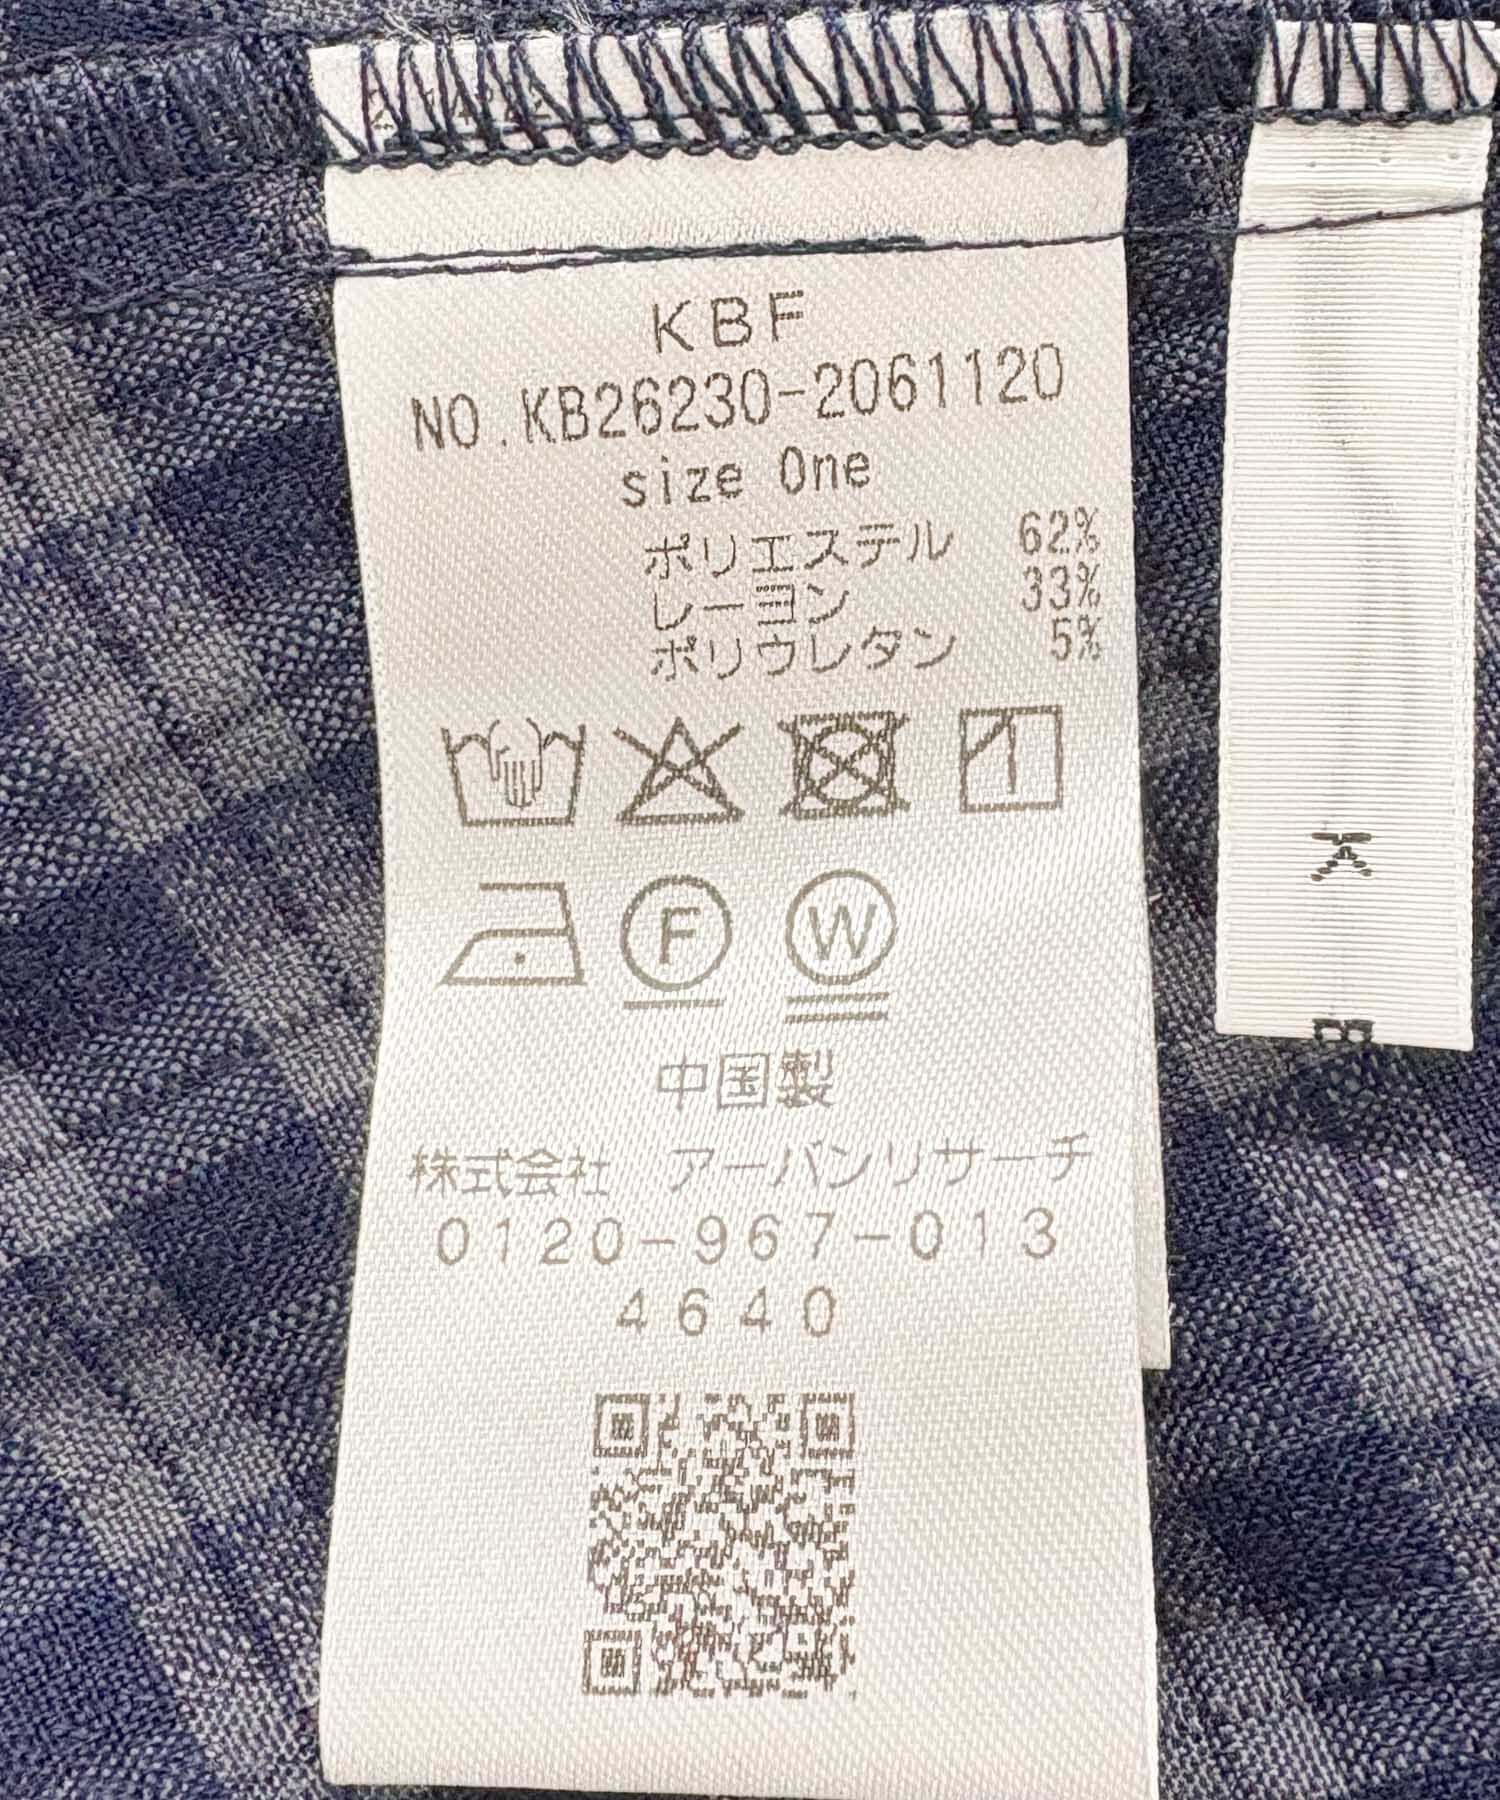 KBF
NO.KB26230-2061120
size One
ポリエステル 62%
レーヨン 33%
ポリウレタン 5%
F W
中国製
株式会社 アーバンリサーチ
0120-967-013
4640
K
B